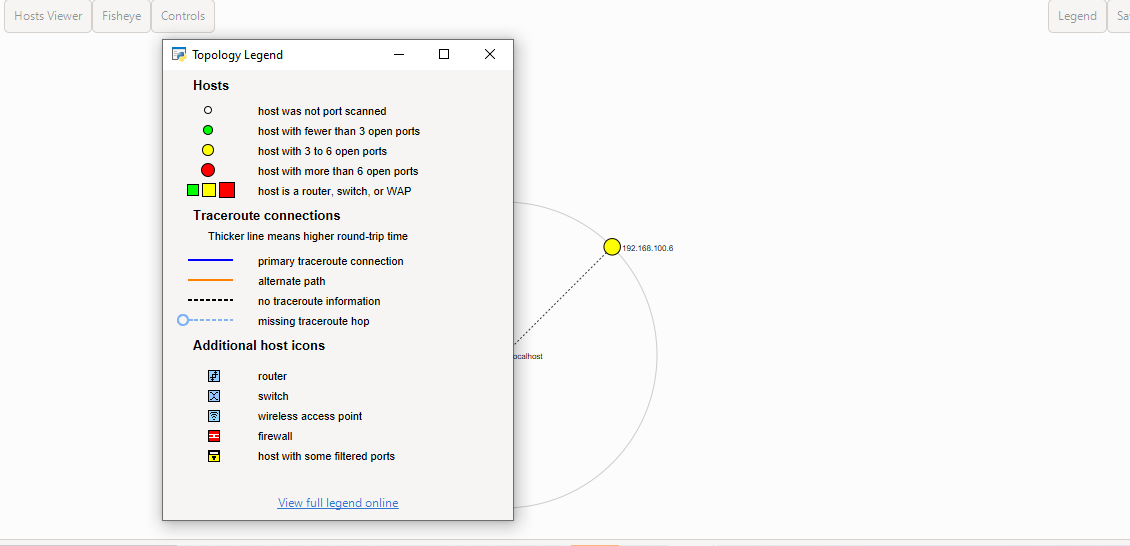 Hosts Viewer
Fisheye
Controls
Legend
Topology Legend
Hosts
host was not port scanned
host with fewer than 3 open ports
host with 3 to 6 open ports
host with more than 6 open ports
host is a router, switch, or WAP
Traceroute connections
Thicker line means higher round-trip time
primary traceroute connection
alternate path
no traceroute information
missing traceroute hop
Additional host icons
router
switch
wireless access point
firewall
host with some filtered ports
View full legend online
192.168.100.6
ocalhost